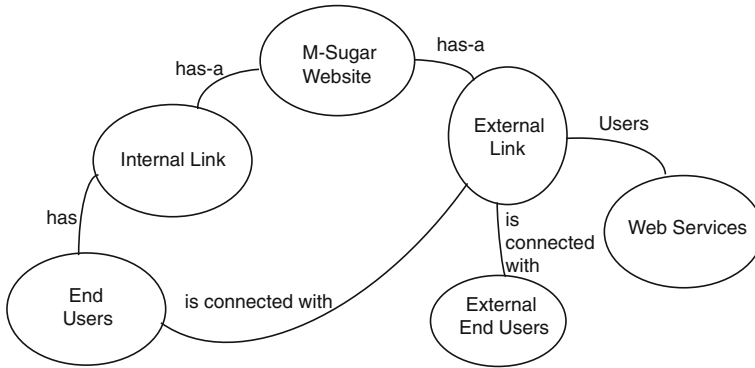 M-Sugar
Website
has-a
has-a
Internal Link
External
Link
Users
Web Services
has
is
connected
with
End
Users
is connected with
External
End Users